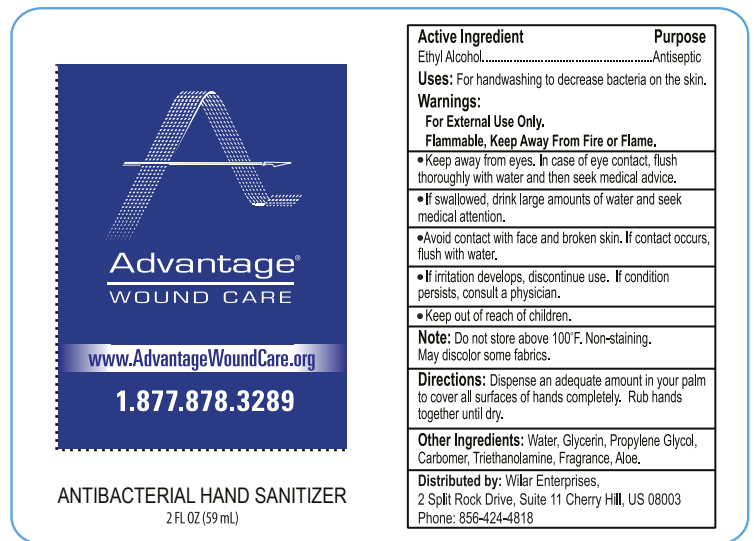 Advantage®
WOUND CARE
www.AdvantageWoundCare.org
1.877.878.3289
ANTIBACTERIAL HAND SANITIZER
2 FL OZ (59 mL)
Active Ingredient Purpose
Ethyl Alcohol......................................................Antiseptic
Uses: For handwashing to decrease bacteria on the skin.
Warnings:
For External Use Only.
Flammable, Keep Away From Fire or Flame.
•Keep away from eyes. In case of eye contact, flush
thoroughly with water and then seek medical advice.
•If swallowed, drink large amounts of water and seek
medical attention.
•Avoid contact with face and broken skin. If contact occurs,
flush with water.
•If irritation develops, discontinue use. If condition
persists, consult a physician.
•Keep out of reach of children.
Note: Do not store above 100˚F. Non-staining.
May discolor some fabrics.
Directions: Dispense an adequate amount in your palm
to cover all surfaces of hands completely. Rub hands
together until dry.
Other Ingredients: Water, Glycerin, Propylene Glycol,
Carbomer, Triethanolamine, Fragrance, Aloe.
Distributed by: Wilar Enterprises,
2 Split Rock Drive, Suite 11 Cherry Hill, US 08003
Phone: 856-424-4818